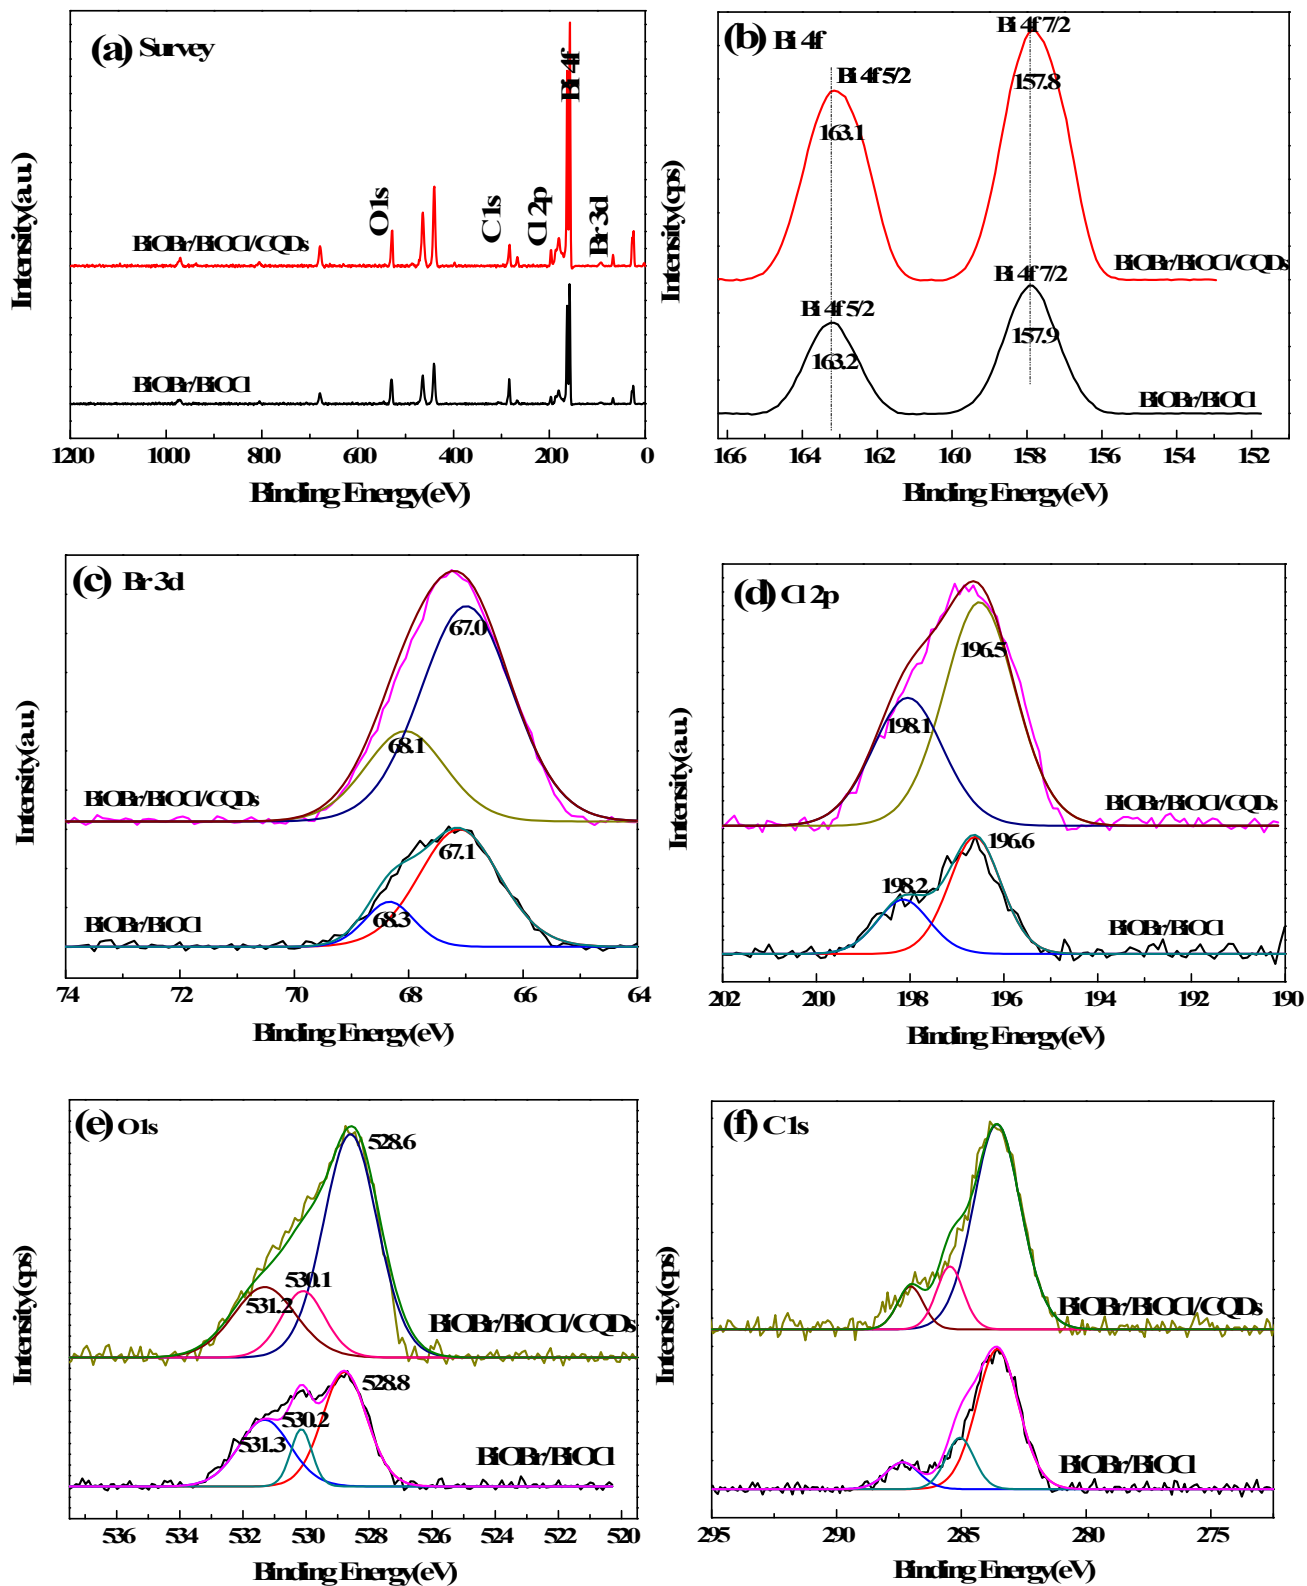 (a) Survey
Bi 4f
O1s
C1s
Cl 2p
Br 3d
BiOBr/BiOCl/CQDs
BiOBr/BiOCl
Intensity(a.u.)
1200 1000 800 600 400 200 0
Binding Energy(eV)
(b) Bi 4f
Bi 4f 7/2
Bi 4f 5/2
157.8
163.1
BiOBr/BiOCl/CQDs
Bi 4f 7/2
Bi 4f 5/2
157.9
163.2
BiOBr/BiOCl
Intensity(cps)
166 164 162 160 158 156 154 152
Binding Energy(eV)
(c) Br 3d
67.0
68.1
BiOBr/BiOCl/CQDs
67.1
68.3
BiOBr/BiOCl
Intensity(a.u.)
74 72 70 68 66 64
Binding Energy(eV)
(d) Cl 2p
196.5
198.1
BiOBr/BiOCl/CQDs
196.6
198.2
BiOBr/BiOCl
Intensity(a.u.)
202 200 198 196 194 192 190
Binding Energy(eV)
(e) O1s
528.6
530.1
531.2
BiOBr/BiOCl/CQDs
528.8
530.2
531.3
BiOBr/BiOCl
Intensity(cps)
536 534 532 530 528 526 524 522 520
Binding Energy(eV)
(f) C1s
BiOBr/BiOCl/CQDs
BiOBr/BiOCl
Intensity(cps)
295 290 285 280 275
Binding Energy(eV)